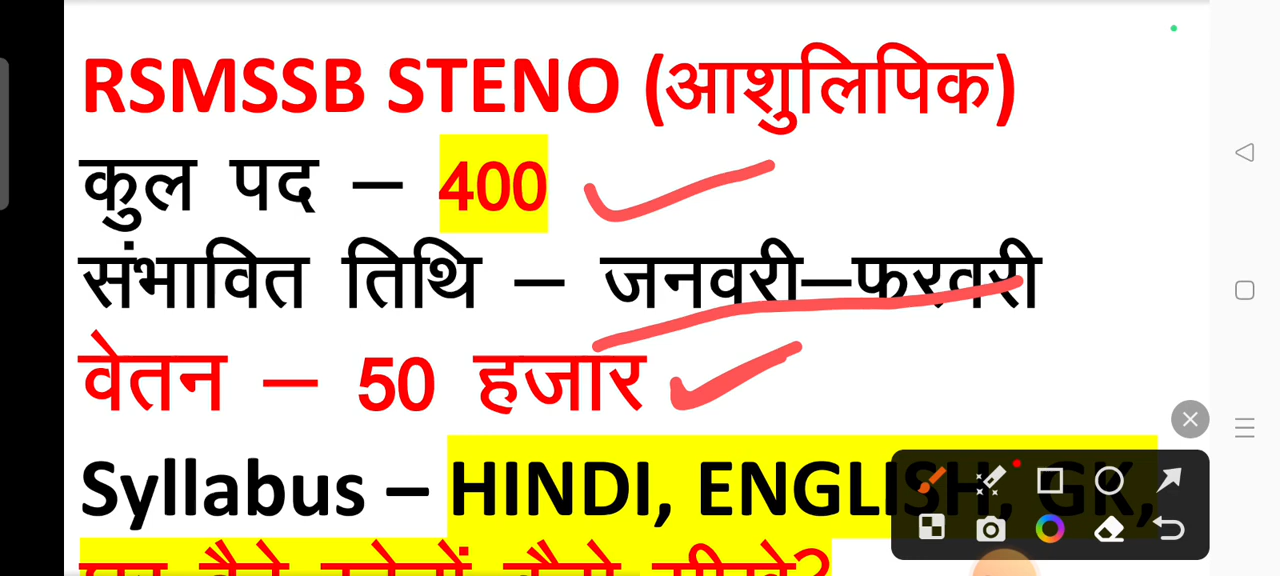 RSMSSB STENO (आशुलिपिक)
कुल पद – 400
संभावित तिथि – जनवरी–फरवरी
वेतन – 50 हजार
Syllabus – HINDI, ENGLISH, GK,